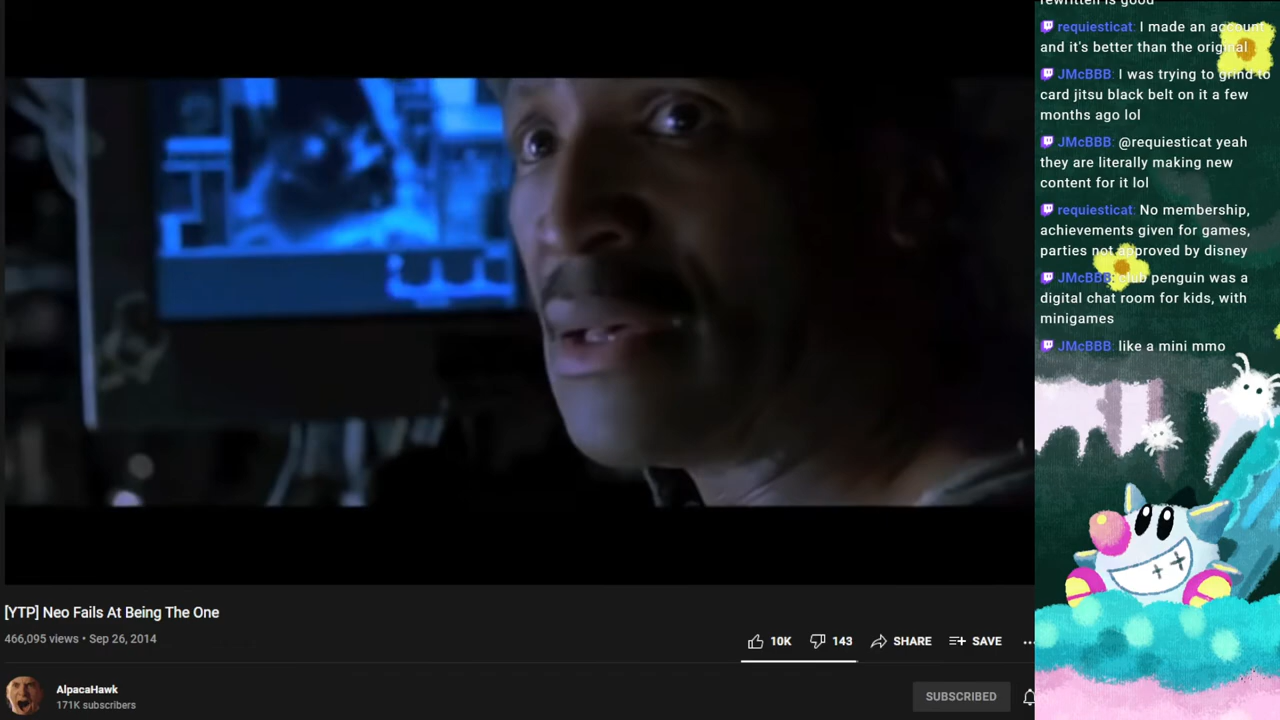 rewritten is good
requiesticat: I made an account
and it's better than the original
JMcBBB: I was trying to grind to
card jitsu black belt on it a few
months ago lol
JMcBBB: @requiesticat yeah
they are literally making new
content for it lol
requiesticat: No membership,
achievements given for games,
parties not approved by disney
JMcBBB: club penguin was a
digital chat room for kids, with
minigames
JMcBBB: like a mini mmo
[YTP] Neo Fails At Being The One
466,095 views • Sep 26, 2014
10K 143 SHARE SAVE ...
AlpacaHawk
171K subscribers
SUBSCRIBED